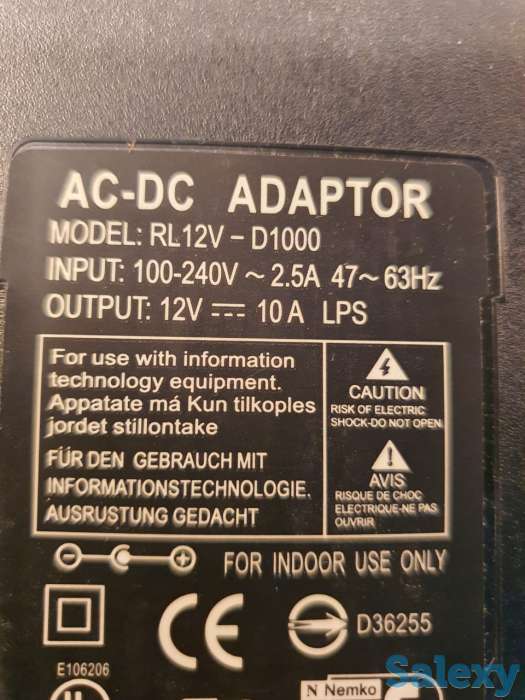 AC-DC ADAPTOR
MODEL: RL12V - D1000
INPUT: 100-240V ~ 2.5A 47~ 63Hz
OUTPUT: 12V ⎓ 10A LPS
For use with information
technology equipment.
Appatate má Kun tilkoples
jordet stillontake
FÜR DEN GEBRAUCH MIT
INFORMATIONSTECHNOLOGIE.
AUSRUSTUNG GEDACHT
CAUTION
RISK OF ELECTRIC
SHOCK-DO NOT OPEN
AVIS
RISQUE DE CHOC
ELECTRIQUE-NE PAS
OUVRIR
FOR INDOOR USE ONLY
CE
D36255
E106206
N Nemko
Salexy